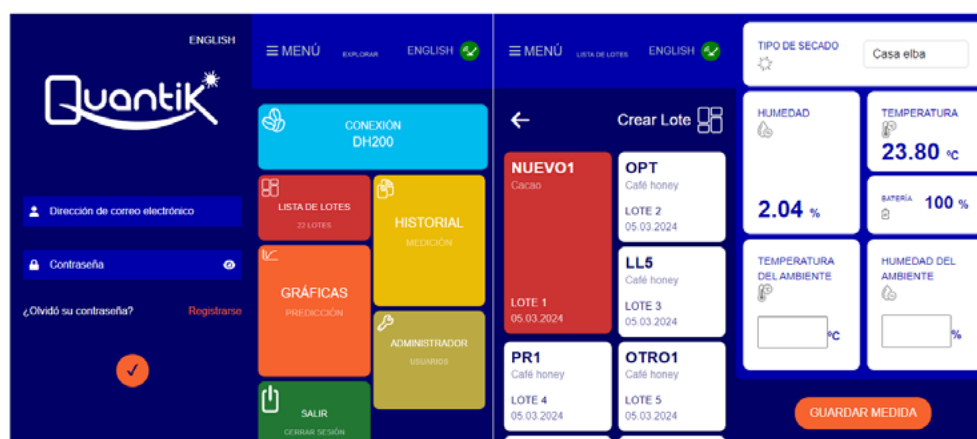 ENGLISH
QuantiK
Dirección de correo electrónico
Contraseña
¿Olvidó su contraseña?
Registrarse
MENÚ
EXPLORAR
ENGLISH
CONEXIÓN
DH200
LISTA DE LOTES
22 LOTES
HISTORIAL
MEDICIÓN
GRÁFICAS
PREDICCIÓN
ADMINISTRADOR
USUARIOS
SALIR
CERRAR SESIÓN
MENÚ
LISTA DE LOTES
ENGLISH
Crear Lote
NUEVO1
Cacao
LOTE 1
05.03.2024
OPT
Café honey
LOTE 2
05.03.2024
LL5
Café honey
LOTE 3
05.03.2024
PR1
Café honey
LOTE 4
05.03.2024
OTRO1
Café honey
LOTE 5
05.03.2024
TIPO DE SECADO
Casa elba
HUMEDAD
2.04 %
TEMPERATURA
23.80 ºC
BATERÍA
100 %
TEMPERATURA
DEL AMBIENTE
ºC
HUMEDAD DEL
AMBIENTE
%
GUARDAR MEDIDA